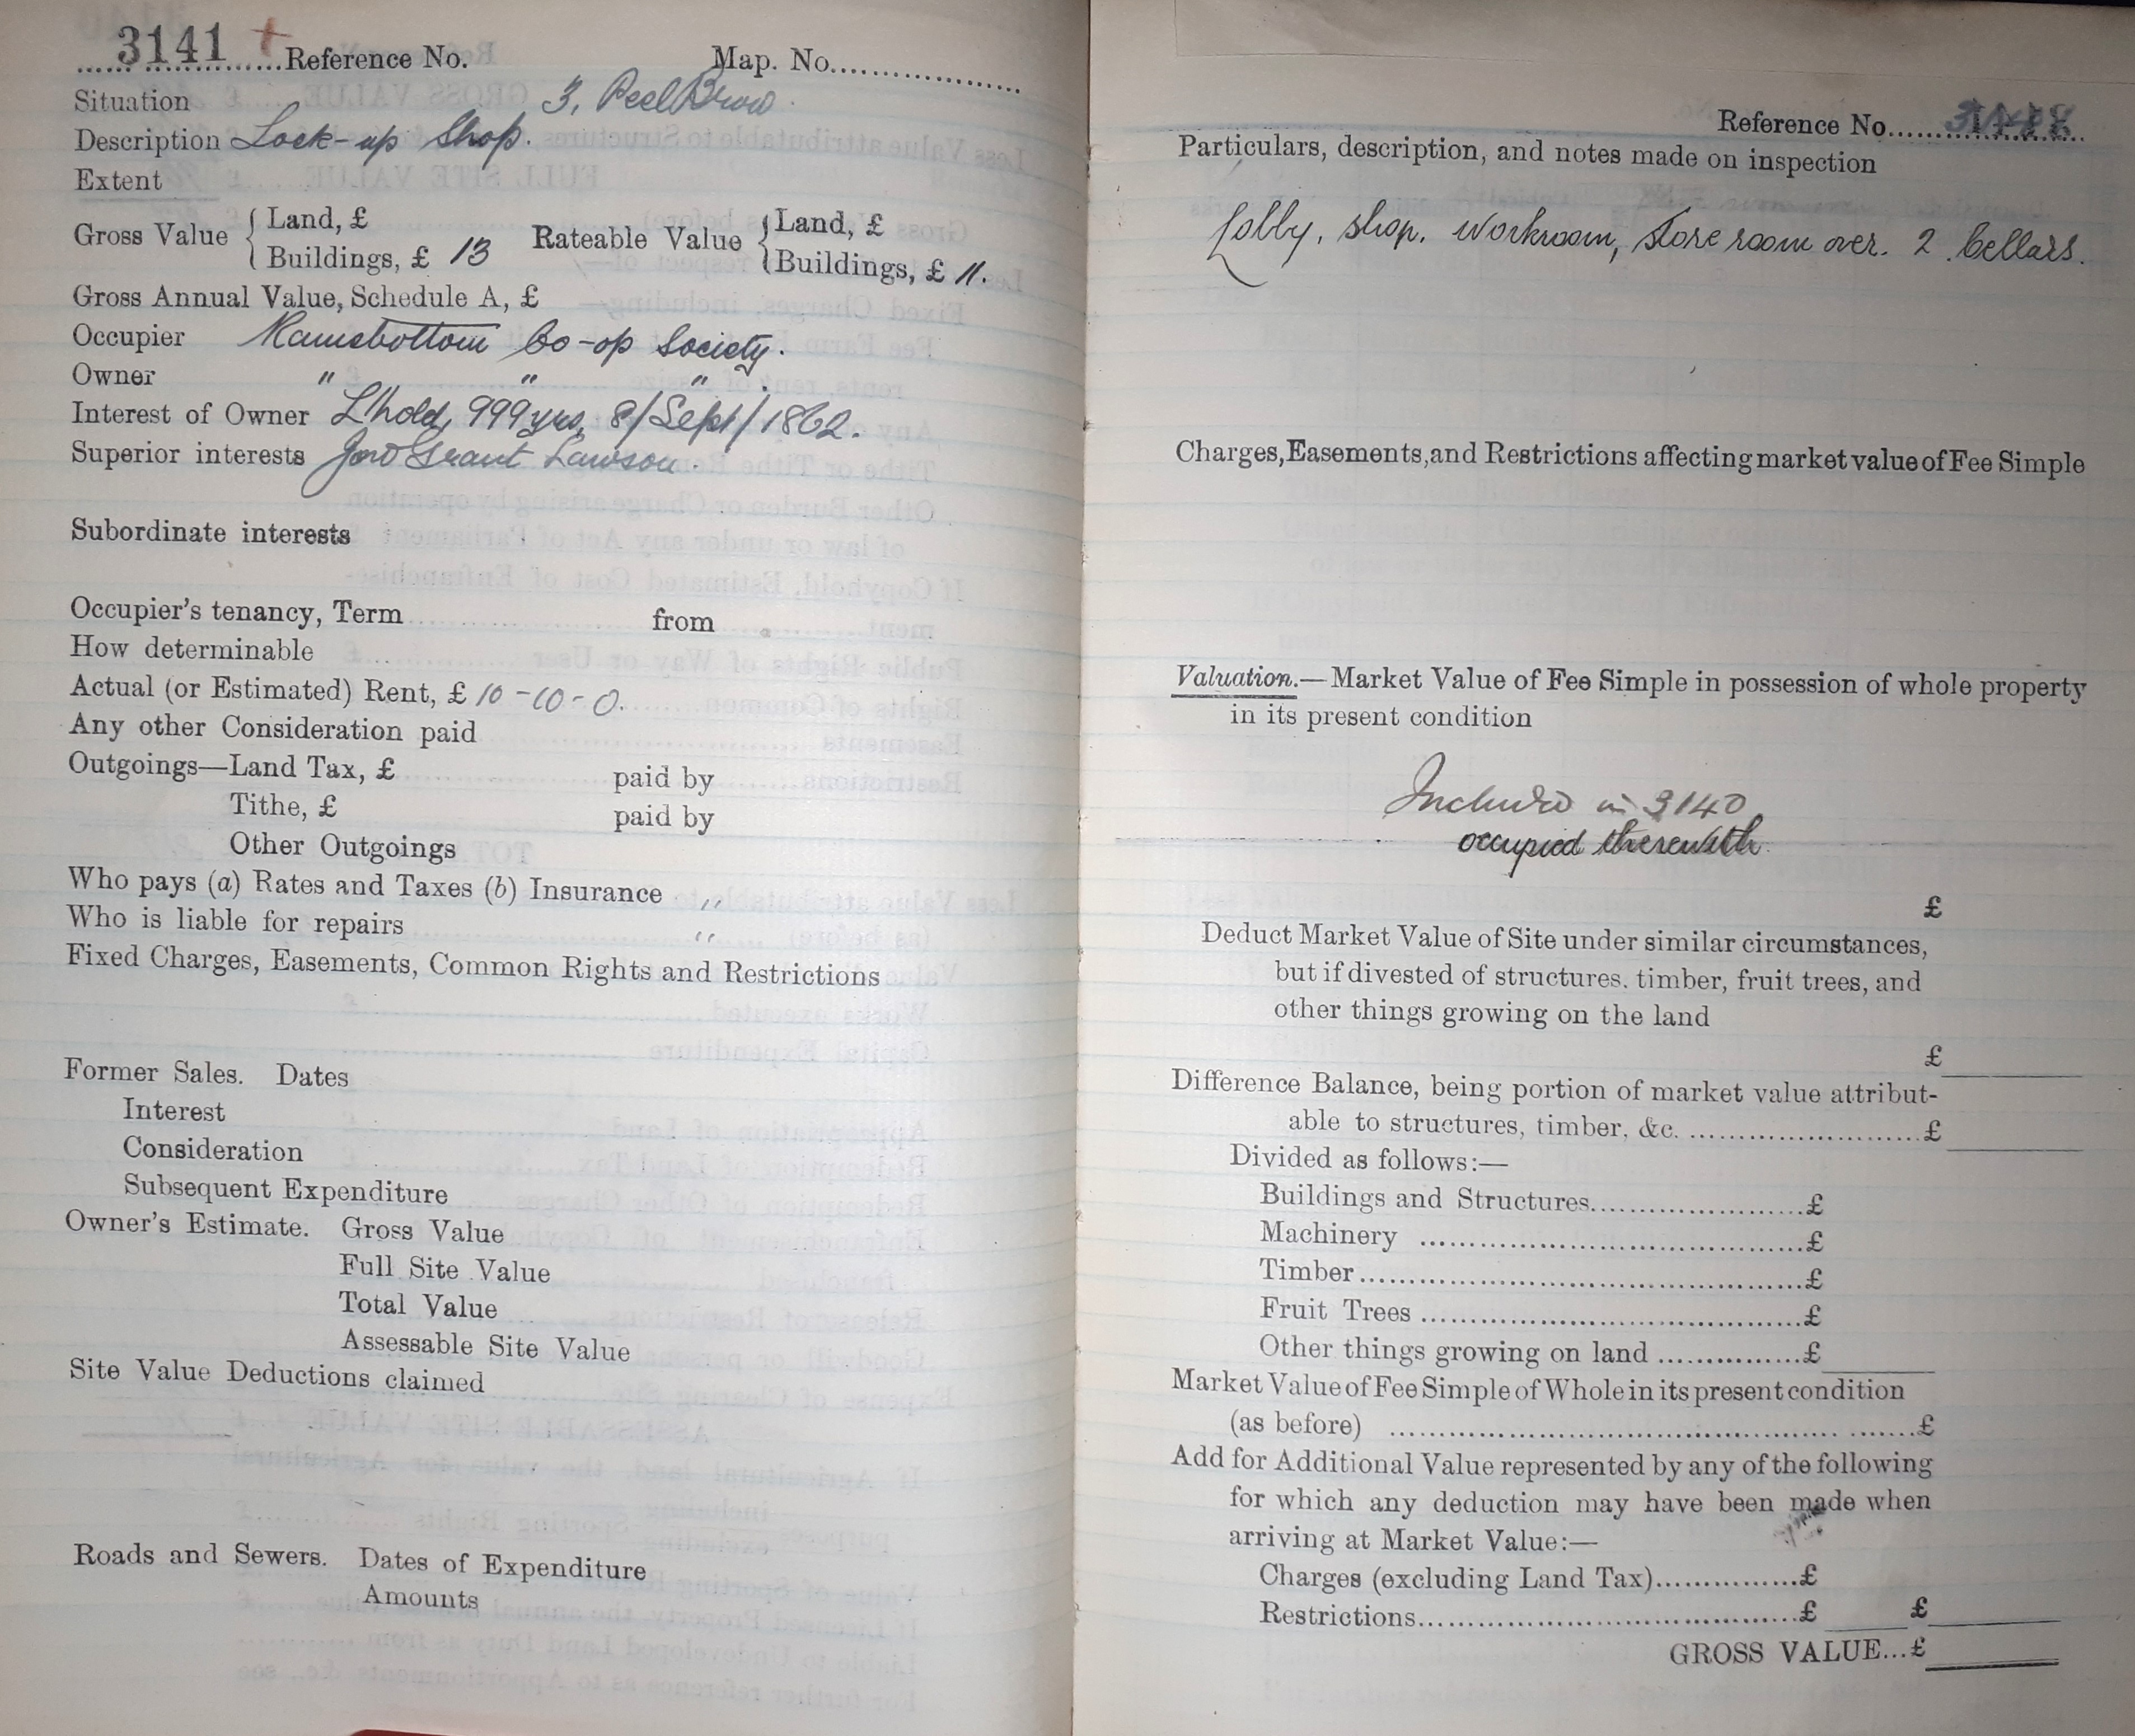 3141 Reference No. Map. No.
Situation 3, Peel Brow
Description Lock-up Shop.
Extent
Gross Value { Land, £ Rateable Value { Land, £
Buildings, £ 13 Buildings, £ 11.
Gross Annual Value, Schedule A, £
Occupier Ramsbottom Co-op Society.
Owner " " "
Interest of Owner L'hold, 999 yrs, 8/Sept/1862.
Superior interests Grant Lawson.
Subordinate interests
Occupier's tenancy, Term from
How determinable
Actual (or Estimated) Rent, £ 10-10-0.
Any other Consideration paid
Outgoings—Land Tax, £ paid by
Tithe, £ paid by
Other Outgoings
Who pays (a) Rates and Taxes (b) Insurance "
Who is liable for repairs "
Fixed Charges, Easements, Common Rights and Restrictions
Former Sales. Dates
Interest
Consideration
Subsequent Expenditure
Owner's Estimate. Gross Value
Full Site Value
Total Value
Assessable Site Value
Site Value Deductions claimed
Roads and Sewers. Dates of Expenditure
Amounts
Reference No.
Particulars, description, and notes made on inspection
Lobby, shop, workroom, store room over. 2 Cellars.
Charges, Easements, and Restrictions affecting market value of Fee Simple
Valuation.—Market Value of Fee Simple in possession of whole property
in its present condition
Included in 3140
occupied therewith
£
Deduct Market Value of Site under similar circumstances,
but if divested of structures, timber, fruit trees, and
other things growing on the land
£
Difference Balance, being portion of market value attribut-
able to structures, timber, &c. £
Divided as follows:—
Buildings and Structures £
Machinery £
Timber £
Fruit Trees £
Other things growing on land £
Market Value of Fee Simple of Whole in its present condition
(as before) £
Add for Additional Value represented by any of the following
for which any deduction may have been made when
arriving at Market Value:—
Charges (excluding Land Tax) £
Restrictions £ £
GROSS VALUE...£